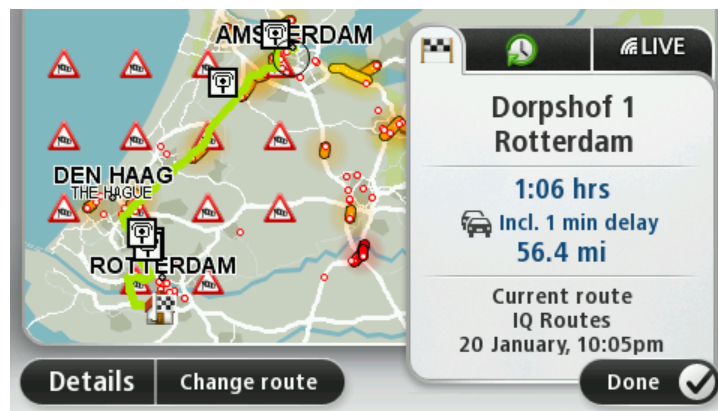 AMSTERDAM
DEN HAAG
THE HAGUE
ROTTERDAM
LIVE
Dorpshof 1
Rotterdam
1:06 hrs
Incl. 1 min delay
56.4 mi
Current route
IQ Routes
20 January, 10:05pm
Details
Change route
Done